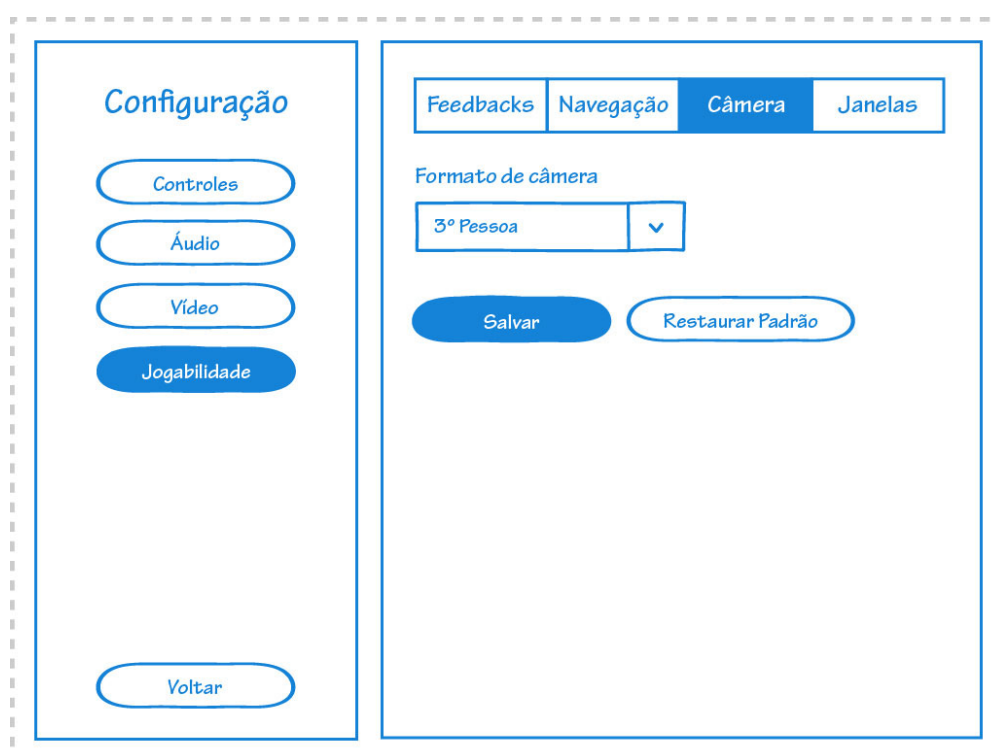 Configuração
Controles
Áudio
Vídeo
Jogabilidade
Voltar
Feedbacks Navegação Câmera Janelas
Formato de câmera
3º Pessoa
Salvar Restaurar Padrão